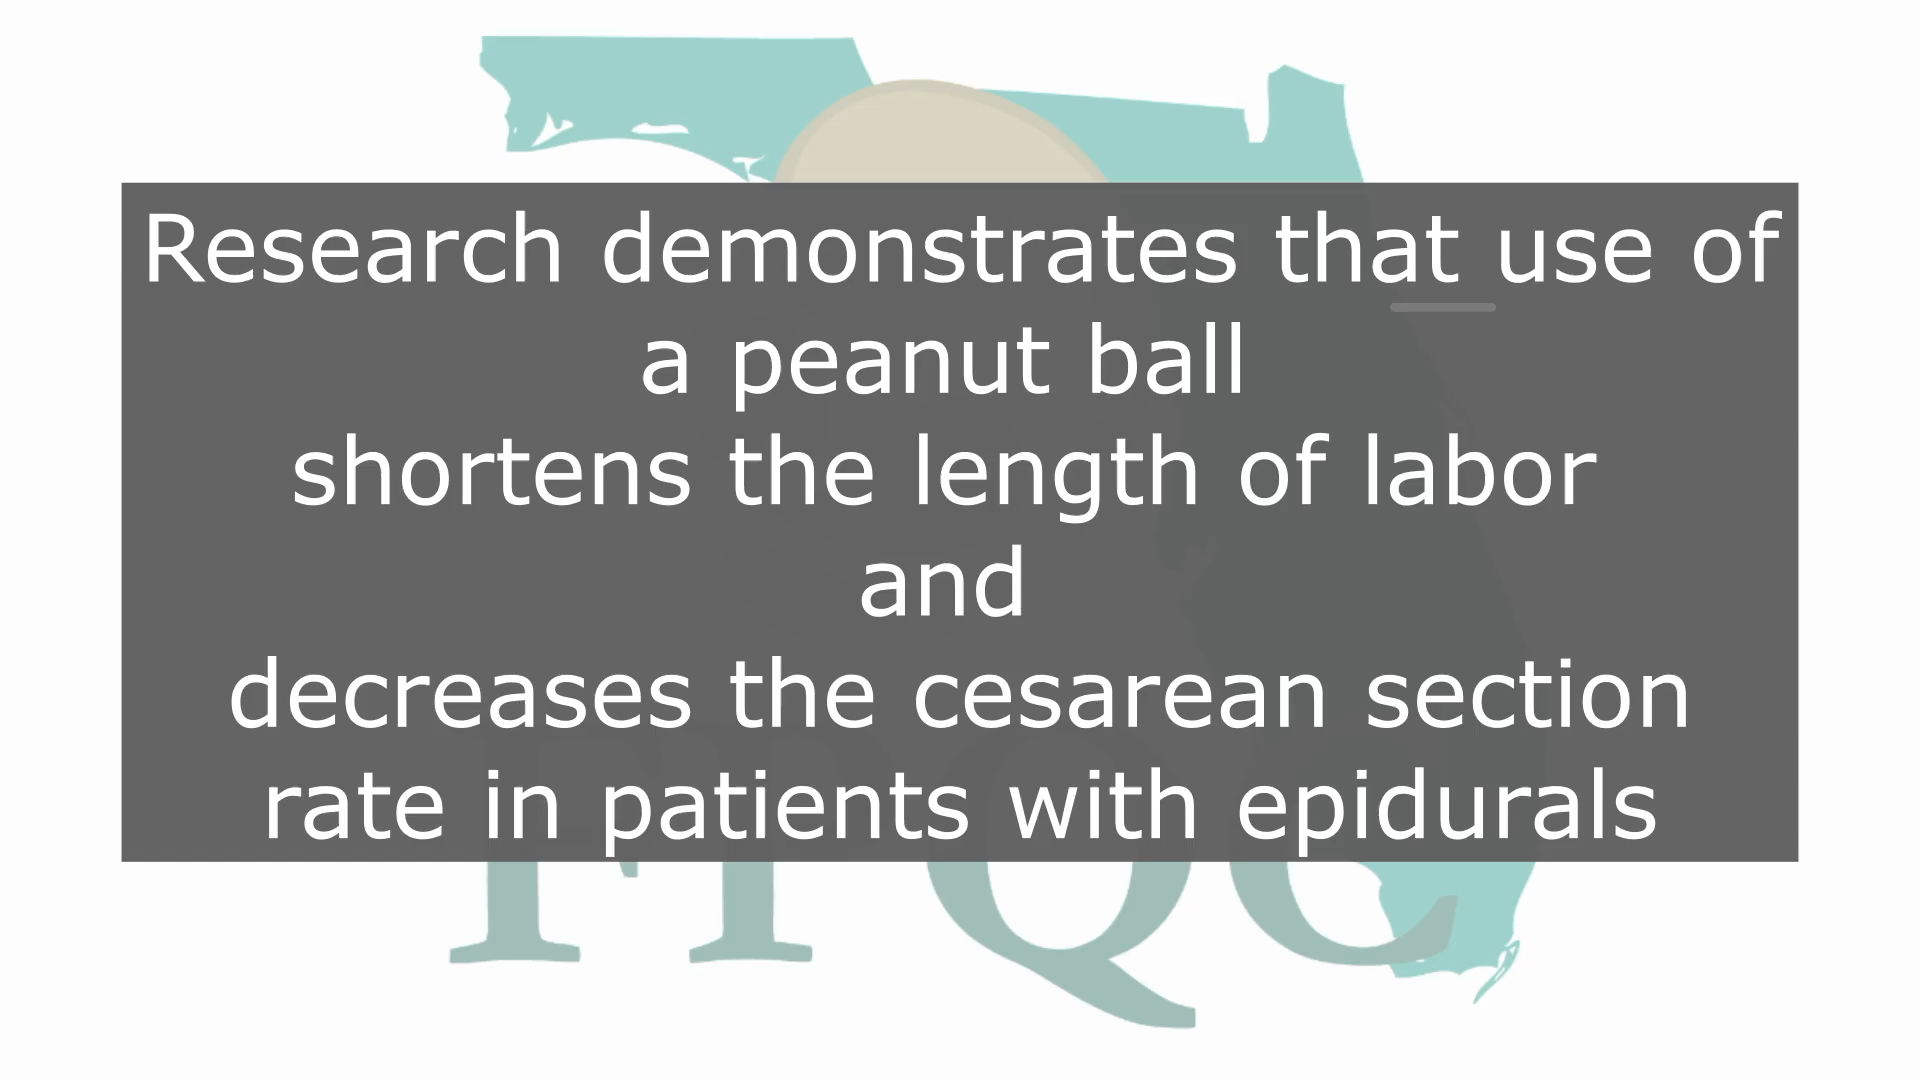 Research demonstrates that use of
a peanut ball
shortens the length of labor
and
decreases the cesarean section
rate in patients with epidurals
FPQC